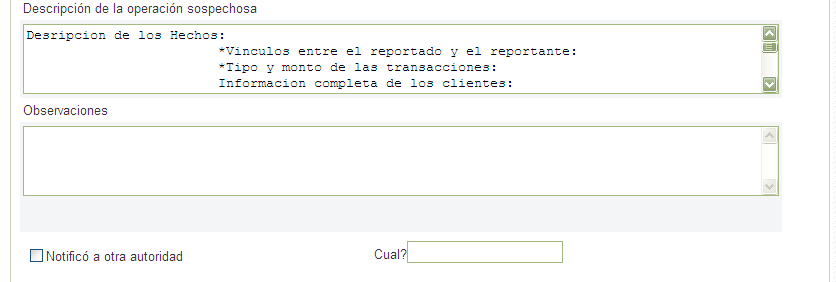 Descripción de la operación sospechosa
Desripcion de los Hechos:
*Vinculos entre el reportado y el reportante:
*Tipo y monto de las transacciones:
Informacion completa de los clientes:
Observaciones
Notificó a otra autoridad Cual?